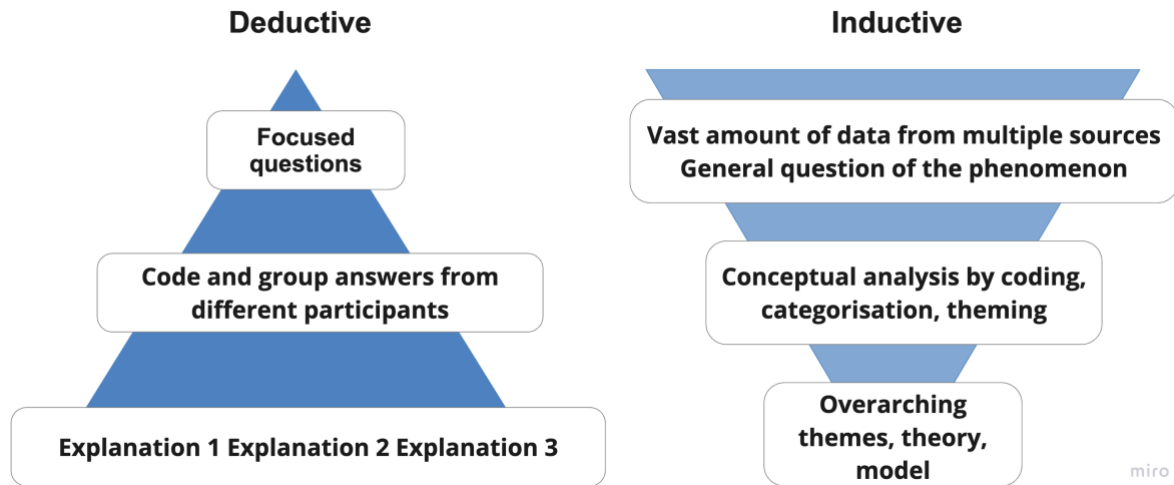 Deductive
Inductive
Focused
questions
Code and group answers from
different participants
Explanation 1 Explanation 2 Explanation 3
Vast amount of data from multiple sources
General question of the phenomenon
Conceptual analysis by coding,
categorisation, theming
Overarching
themes, theory,
model
miro